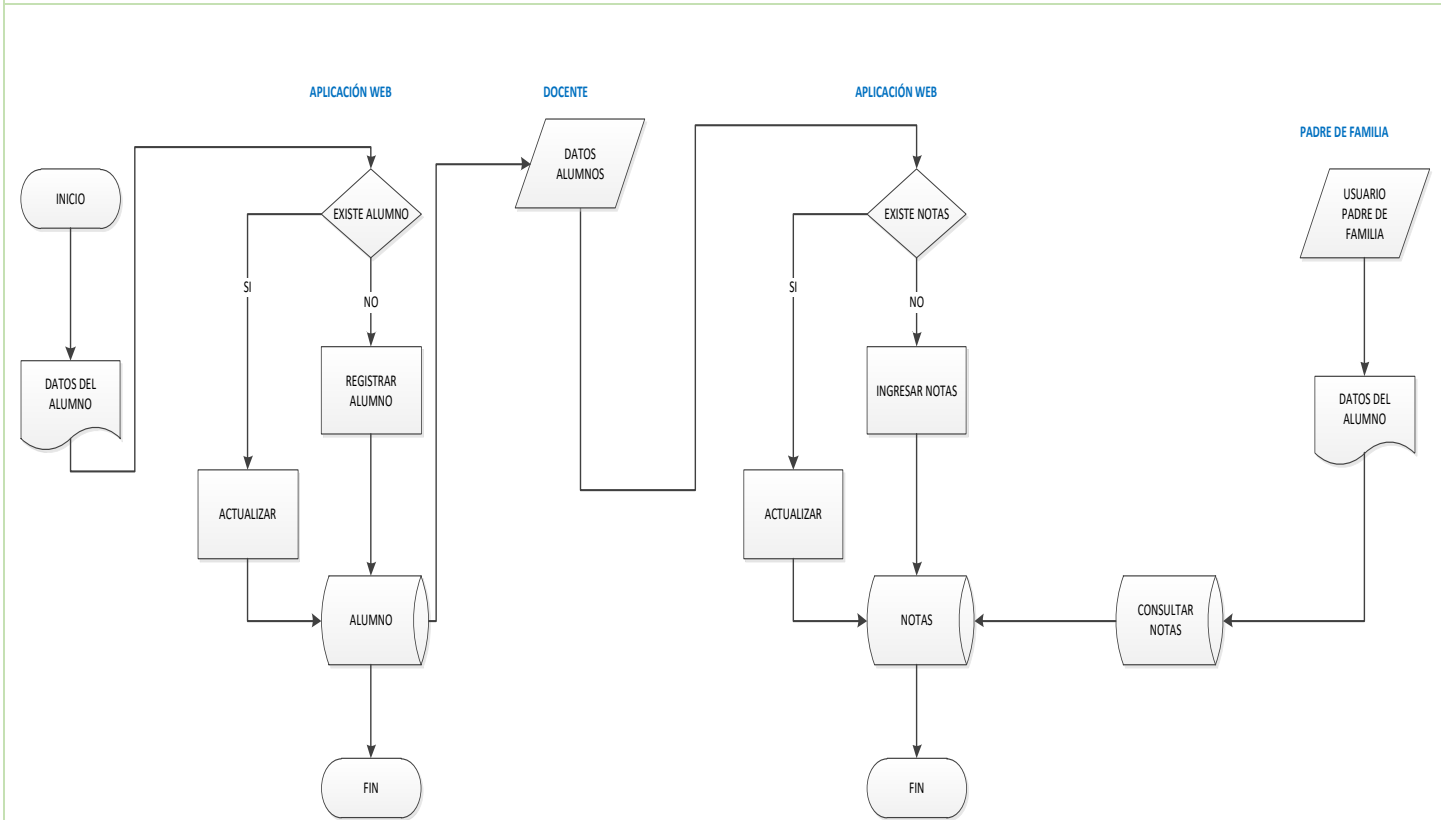 APLICACIÓN WEB
DOCENTE
APLICACIÓN WEB
PADRE DE FAMILIA
INICIO
DATOS DEL
ALUMNO
EXISTE ALUMNO
SI
NO
REGISTRAR
ALUMNO
ACTUALIZAR
ALUMNO
FIN
DATOS
ALUMNOS
EXISTE NOTAS
SI
NO
INGRESAR NOTAS
ACTUALIZAR
NOTAS
FIN
USUARIO
PADRE DE
FAMILIA
DATOS DEL
ALUMNO
CONSULTAR
NOTAS